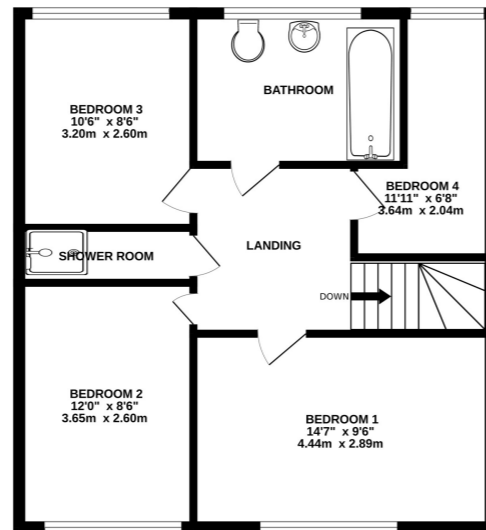 BEDROOM 3
10'6" x 8'6"
3.20m x 2.60m
BATHROOM
BEDROOM 4
11'11" x 6'8"
3.64m x 2.04m
SHOWER ROOM
LANDING
DOWN
BEDROOM 2
12'0" x 8'6"
3.65m x 2.60m
BEDROOM 1
14'7" x 9'6"
4.44m x 2.89m